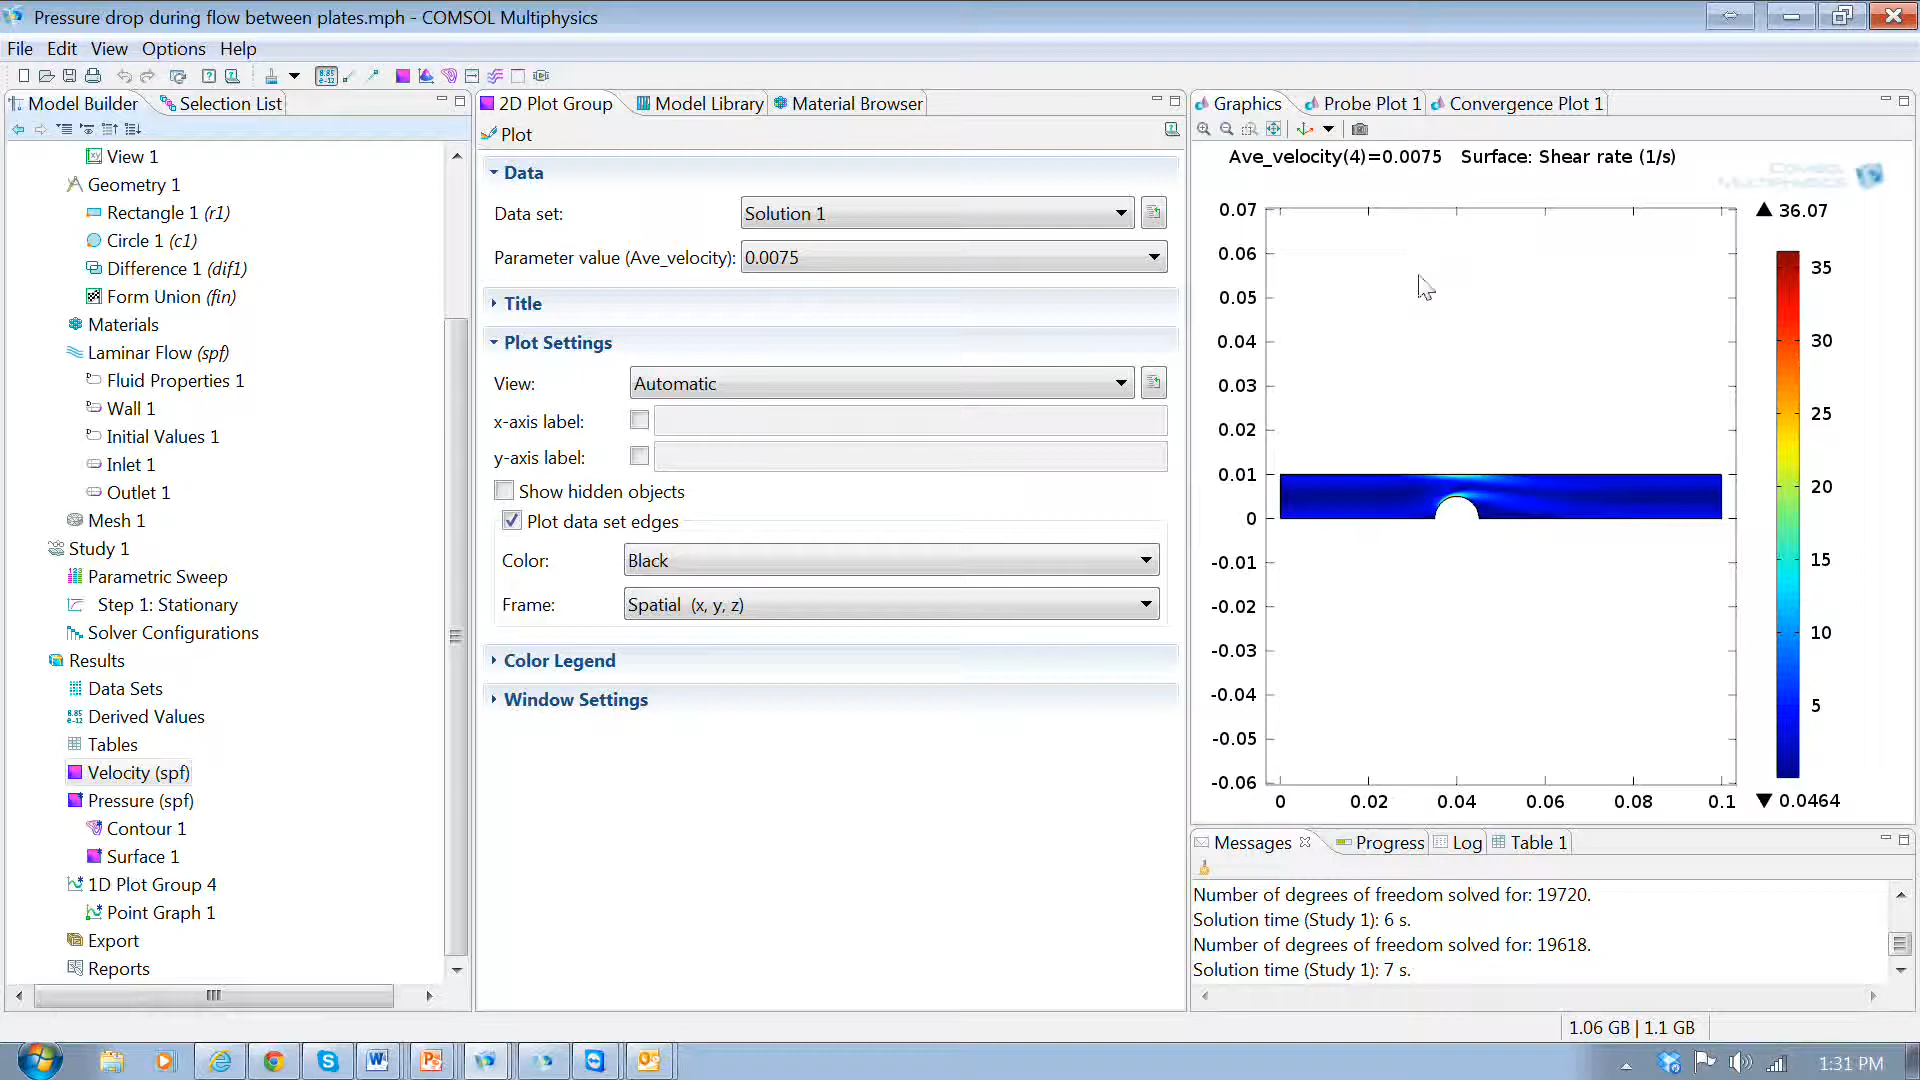 Pressure drop during flow between plates.mph - COMSOL Multiphysics
File Edit View Options Help
Model Builder Selection List
View 1
Geometry 1
Rectangle 1 (r1)
Circle 1 (c1)
Difference 1 (dif1)
Form Union (fin)
Materials
Laminar Flow (spf)
Fluid Properties 1
Wall 1
Initial Values 1
Inlet 1
Outlet 1
Mesh 1
Study 1
Parametric Sweep
Step 1: Stationary
Solver Configurations
Results
Data Sets
Derived Values
Tables
Velocity (spf)
Pressure (spf)
Contour 1
Surface 1
1D Plot Group 4
Point Graph 1
Export
Reports
2D Plot Group Model Library Material Browser
Plot
Data
Data set: Solution 1
Parameter value (Ave_velocity): 0.0075
Title
Plot Settings
View: Automatic
x-axis label:
y-axis label:
Show hidden objects
Plot data set edges
Color: Black
Frame: Spatial (x, y, z)
Color Legend
Window Settings
Graphics Probe Plot 1 Convergence Plot 1
Ave_velocity(4)=0.0075 Surface: Shear rate (1/s)
COMSOL
MULTIPHYSICS
0.07
0.06
0.05
0.04
0.03
0.02
0.01
0
-0.01
-0.02
-0.03
-0.04
-0.05
-0.06
0 0.02 0.04 0.06 0.08 0.1
36.07
35
30
25
20
15
10
5
0.0464
Messages Progress Log Table 1
Number of degrees of freedom solved for: 19720.
Solution time (Study 1): 6 s.
Number of degrees of freedom solved for: 19618.
Solution time (Study 1): 7 s.
1.06 GB | 1.1 GB
1:31 PM